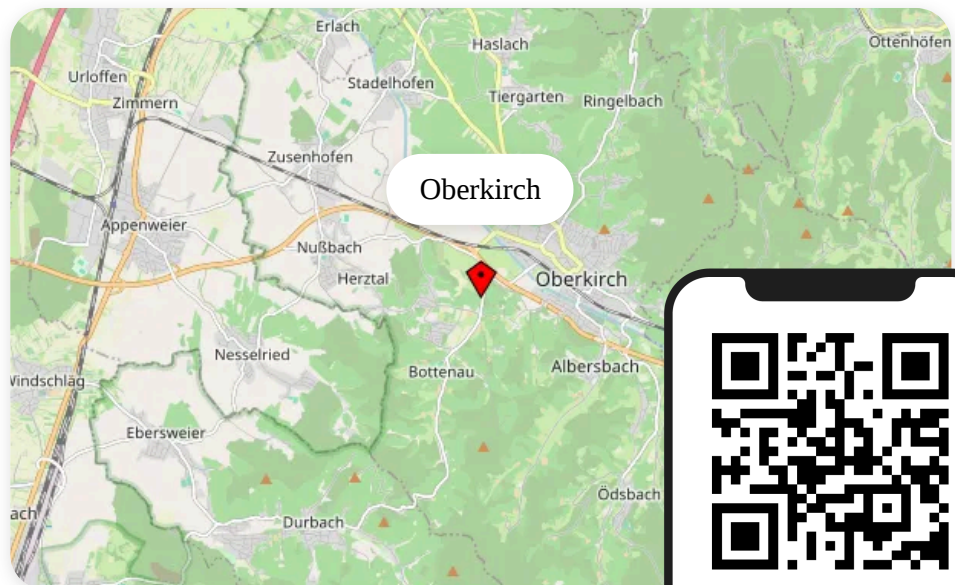 Erlach
Haslach
Ottenhöfen
Urloffen
Stadelhofen
Zimmern
Tiergarten
Ringelbach
Zusenhofen
Oberkirch
Appenweier
Nußbach
Herztal
Oberkirch
Nesselried
Bottenau
Albersbach
Windschläg
Ebersweier
Ödsbach
ach
Durbach